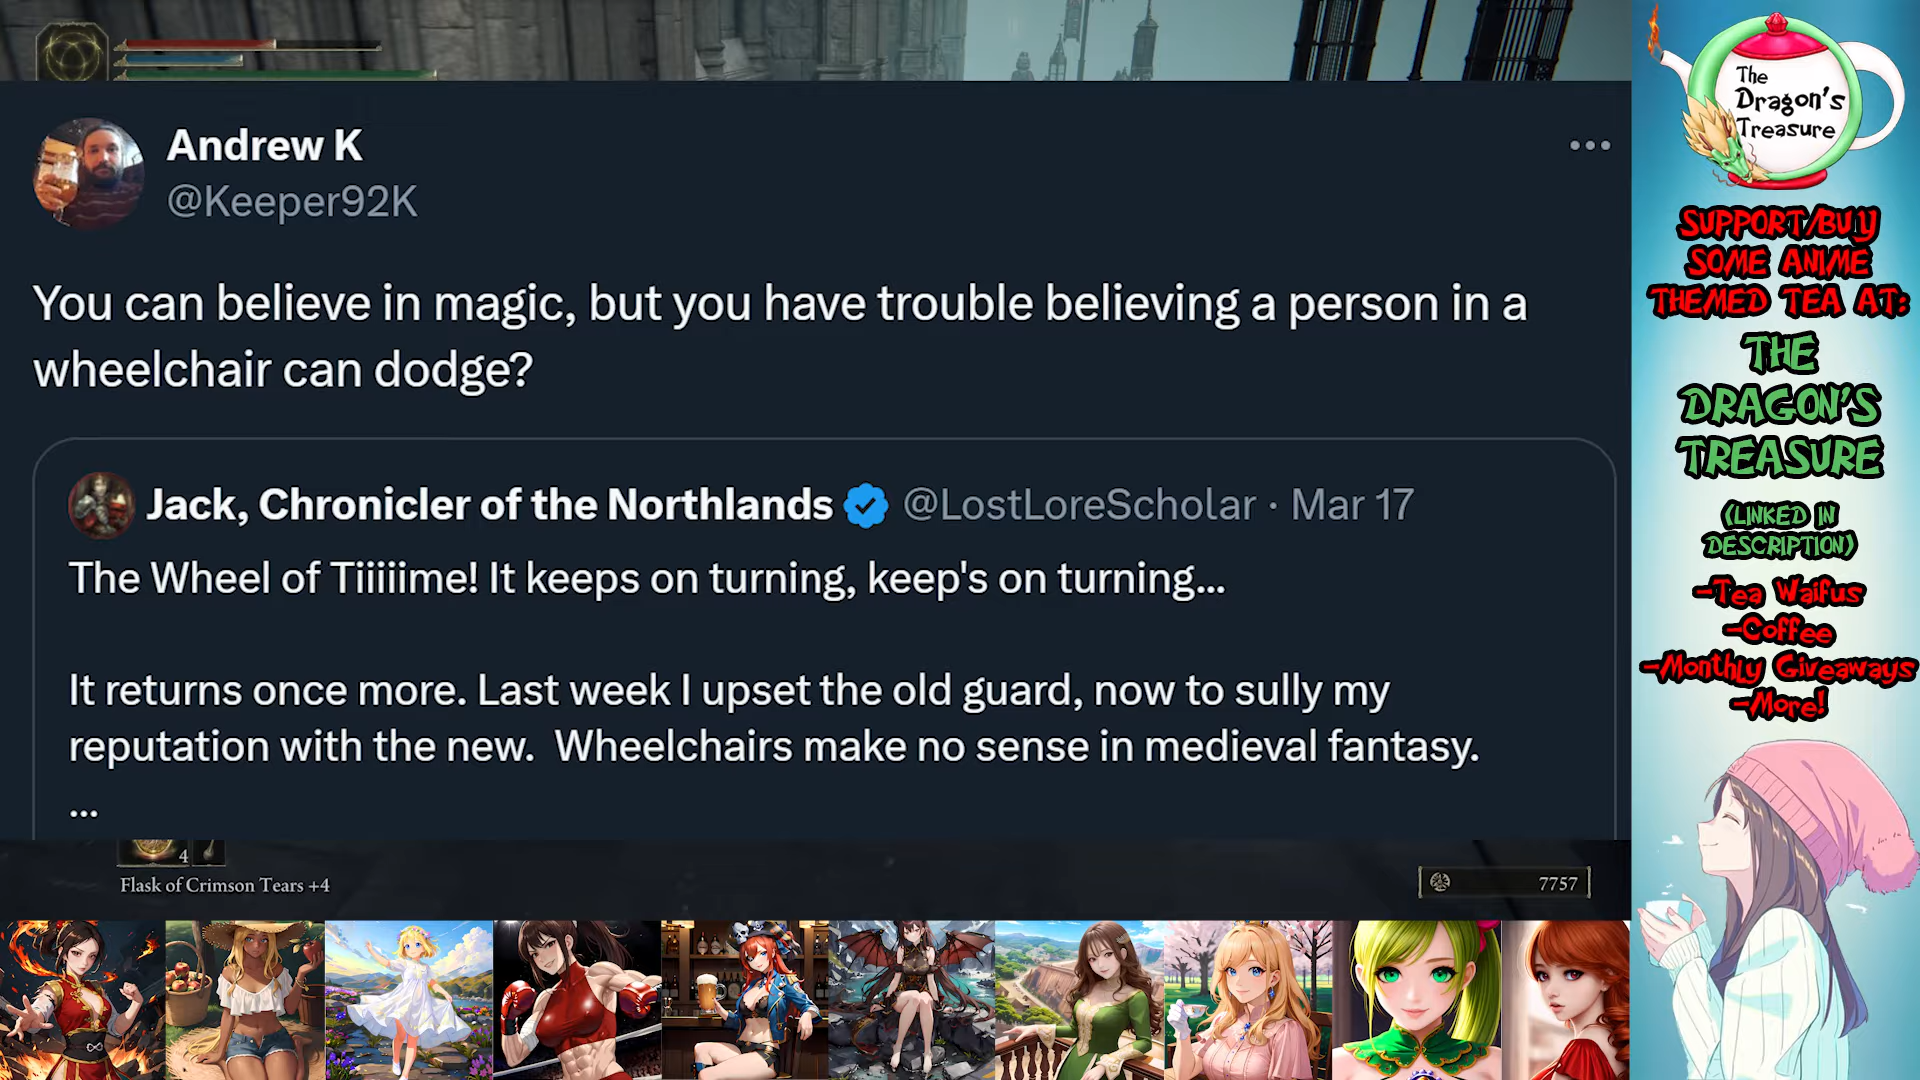 Andrew K
@Keeper92K
You can believe in magic, but you have trouble believing a person in a
wheelchair can dodge?
Jack, Chronicler of the Northlands @LostLoreScholar · Mar 17
The Wheel of Tiiiiime! It keeps on turning, keep's on turning...
It returns once more. Last week I upset the old guard, now to sully my
reputation with the new.  Wheelchairs make no sense in medieval fantasy.
...
4
Flask of Crimson Tears +4
7757
The
Dragon's
Treasure
SUPPORT/BUY
SOME ANIME
THEMED TEA AT:
THE
DRAGON'S
TREASURE
(LINKED IN
DESCRIPTION)
-Tea Waifus
-Coffee
-Monthly Giveaways
-More!